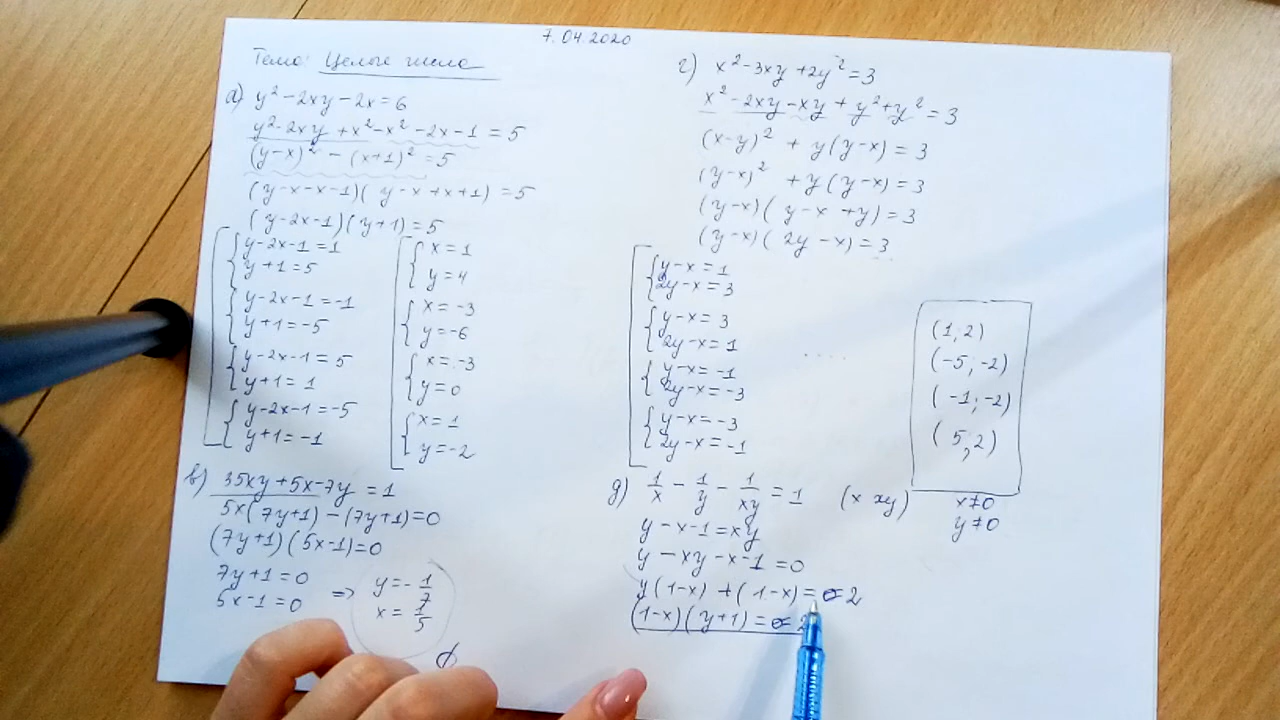 7.04.2020
Тема: Целые числа
а) y² - 2xy - 2x = 6
y² - 2xy + x² - x² - 2x - 1 = 5
(y-x)² - (x+1)² = 5
(y-x-x-1)(y-x+x+1) = 5
(y-2x-1)(y+1) = 5
y-2x-1 = 1
y+1 = 5
y-2x-1 = -1
y+1 = -5
y-2x-1 = 5
y+1 = 1
y-2x-1 = -5
y+1 = -1
x = 1
y = 4
x = -3
y = -6
x = -3
y = 0
x = 1
y = -2
в) 35xy + 5x - 7y = 1
5x(7y+1) - (7y+1) = 0
(7y+1)(5x-1) = 0
7y+1 = 0
5x-1 = 0
=> y = -1/7
x = 1/5
ϕ
г) x² - 3xy + 2y² = 3
x² - 2xy - xy + y² + y² = 3
(x-y)² + y(y-x) = 3
(y-x)² + y(y-x) = 3
(y-x)(y-x+y) = 3
(y-x)(2y-x) = 3
y-x = 1
2y-x = 3
y-x = 3
2y-x = 1
y-x = -1
2y-x = -3
y-x = -3
2y-x = -1
....
(1; 2)
(-5; -2)
(-1; -2)
(5; 2)
g) 1/x - 1/y - 1/xy = 1 (x xy) x≠0
y≠0
y - x - 1 = xy
y - xy - x - 1 = 0
y(1-x) + (1-x) = 2
(1-x)(y+1) = 2